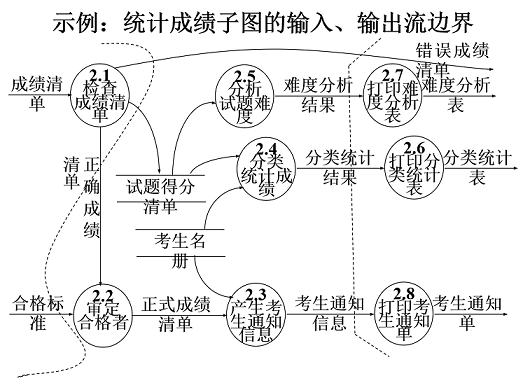 示例：统计成绩子图的输入、输出流边界
错误成绩
清单
成绩清
单
2.1
检查
成绩清单
2.5
分析
试题难
度
难度分析
结果
2.7
打印难
度分析
表
难度分析
表
正确成绩
清单
试题得分
清单
2.4
分类
统计成
绩
分类统计
结果
2.6
打印分
类统计
表
分类统计
表
考生名
册
合格标
准
2.2
审定
合格者
正式成绩
清单
2.3
产生考
生通知
信息
考生通知
信息
2.8
打印考
生通知
单
考生通知
单